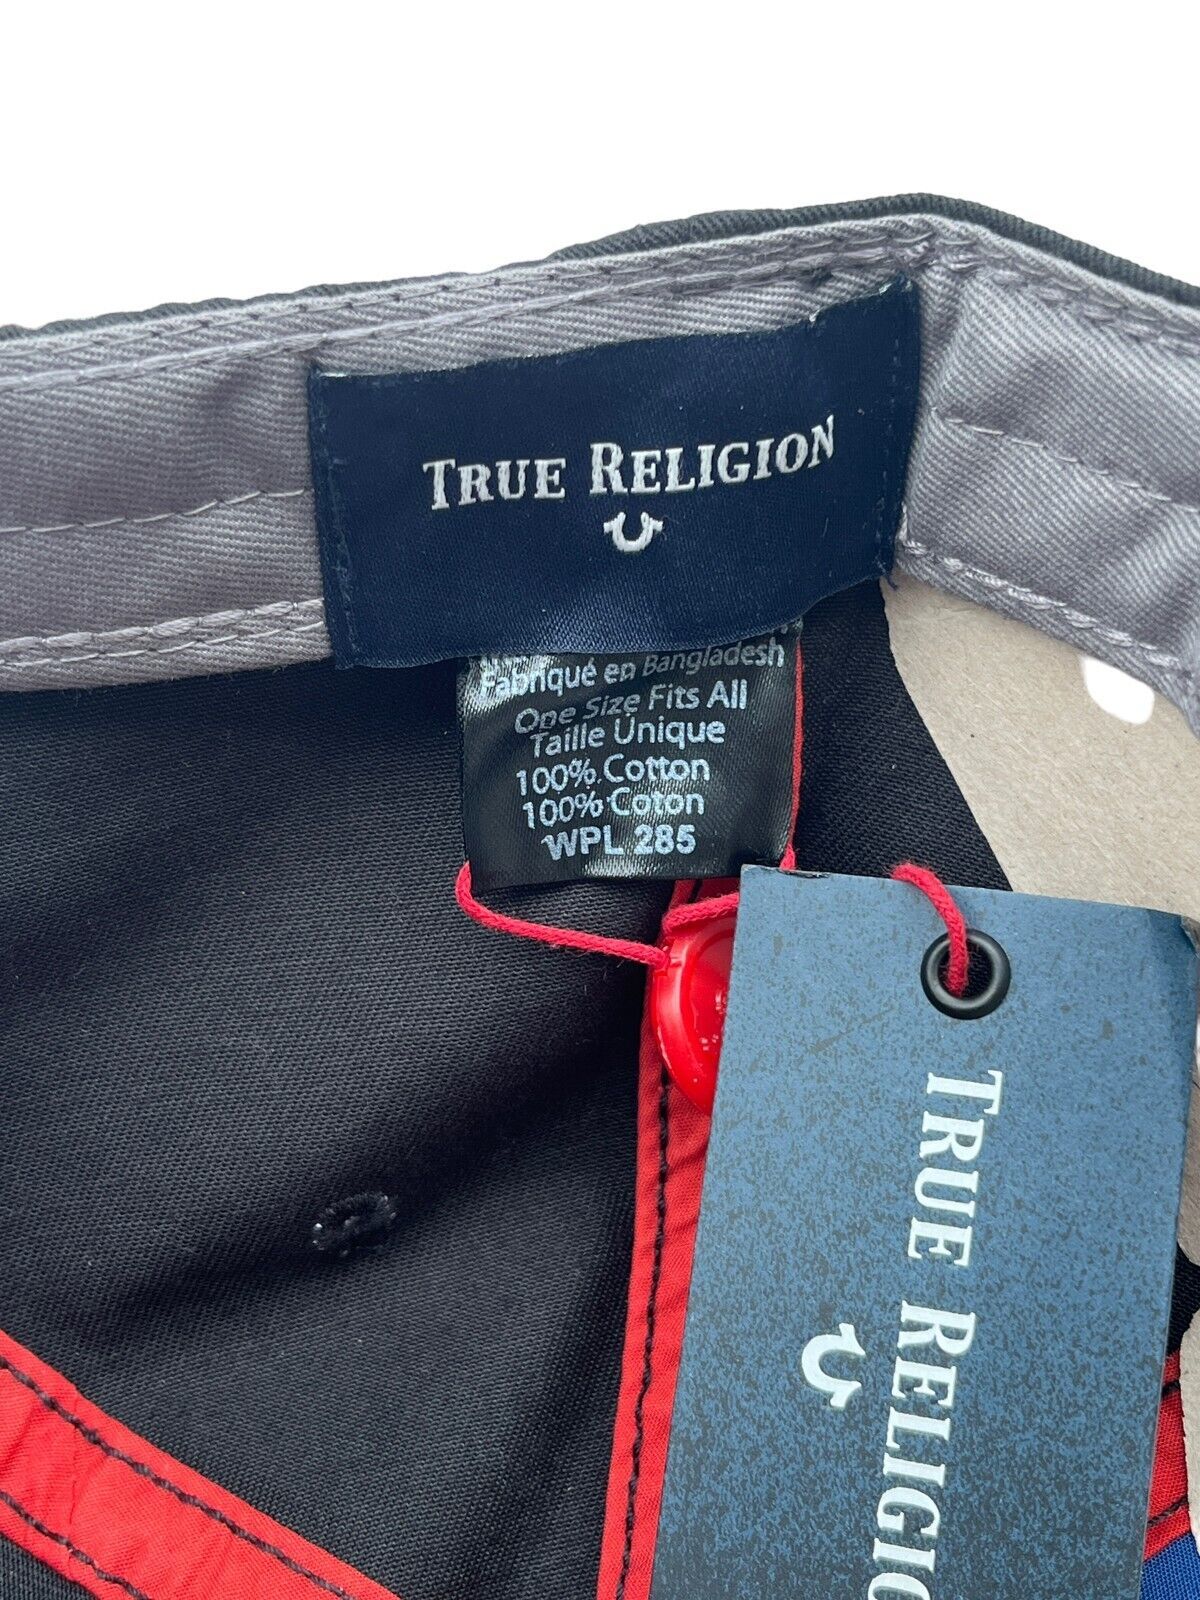 TRUE RELIGION
Fabriqué en Bangladesh
One Size Fits All
Taille Unique
100% Cotton
100% Coton
WPL 285
TRUE RELIGIO